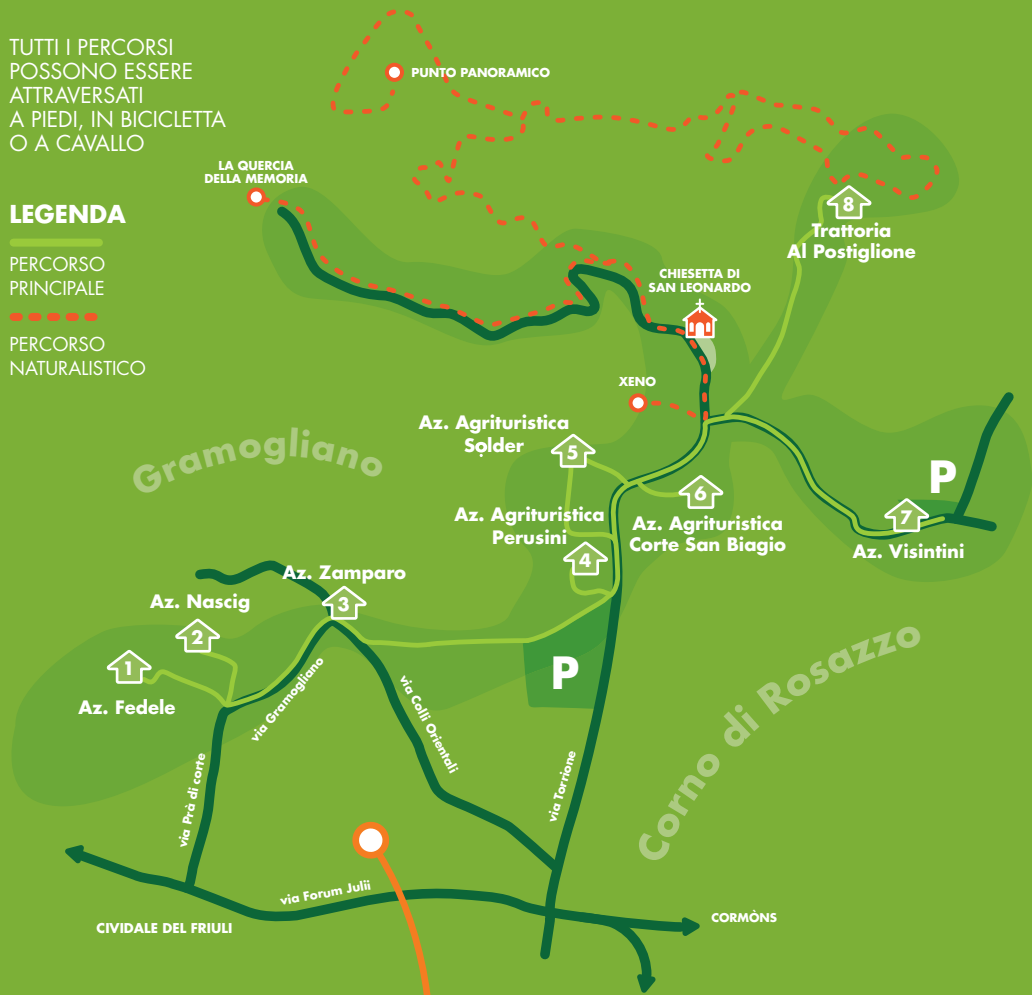 TUTTI I PERCORSI
POSSONO ESSERE
ATTRAVERSATI
A PIEDI, IN BICICLETTA
O A CAVALLO
LEGENDA
PERCORSO
PRINCIPALE
PERCORSO
NATURALISTICO
PUNTO PANORAMICO
LA QUERCIA
DELLA MEMORIA
8
Trattoria
Al Postiglione
CHIESETTA DI
SAN LEONARDO
XENO
Az. Agrituristica
Solder
5
Gramogliano
P
6
Az. Agrituristica
Corte San Biagio
7
Az. Visintini
Az. Agrituristica
Perusini
4
Az. Zamparo
3
Az. Nascig
2
1
Az. Fedele
via Gramogliano
P
via Colli Orientali
Corno di Rosazzo
via Torrione
via Prà di corte
via Forum Julii
CIVIDALE DEL FRIULI
CORMÒNS